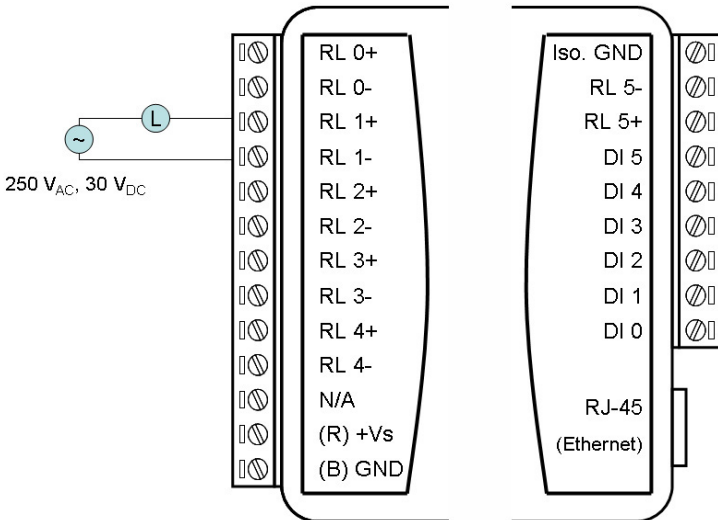 RL 0+
RL 0-
RL 1+
RL 1-
RL 2+
RL 2-
RL 3+
RL 3-
RL 4+
RL 4-
N/A
(R) +Vs
(B) GND
L
~
250 VAC, 30 VDC
Iso. GND
RL 5-
RL 5+
DI 5
DI 4
DI 3
DI 2
DI 1
DI 0
RJ-45
(Ethernet)